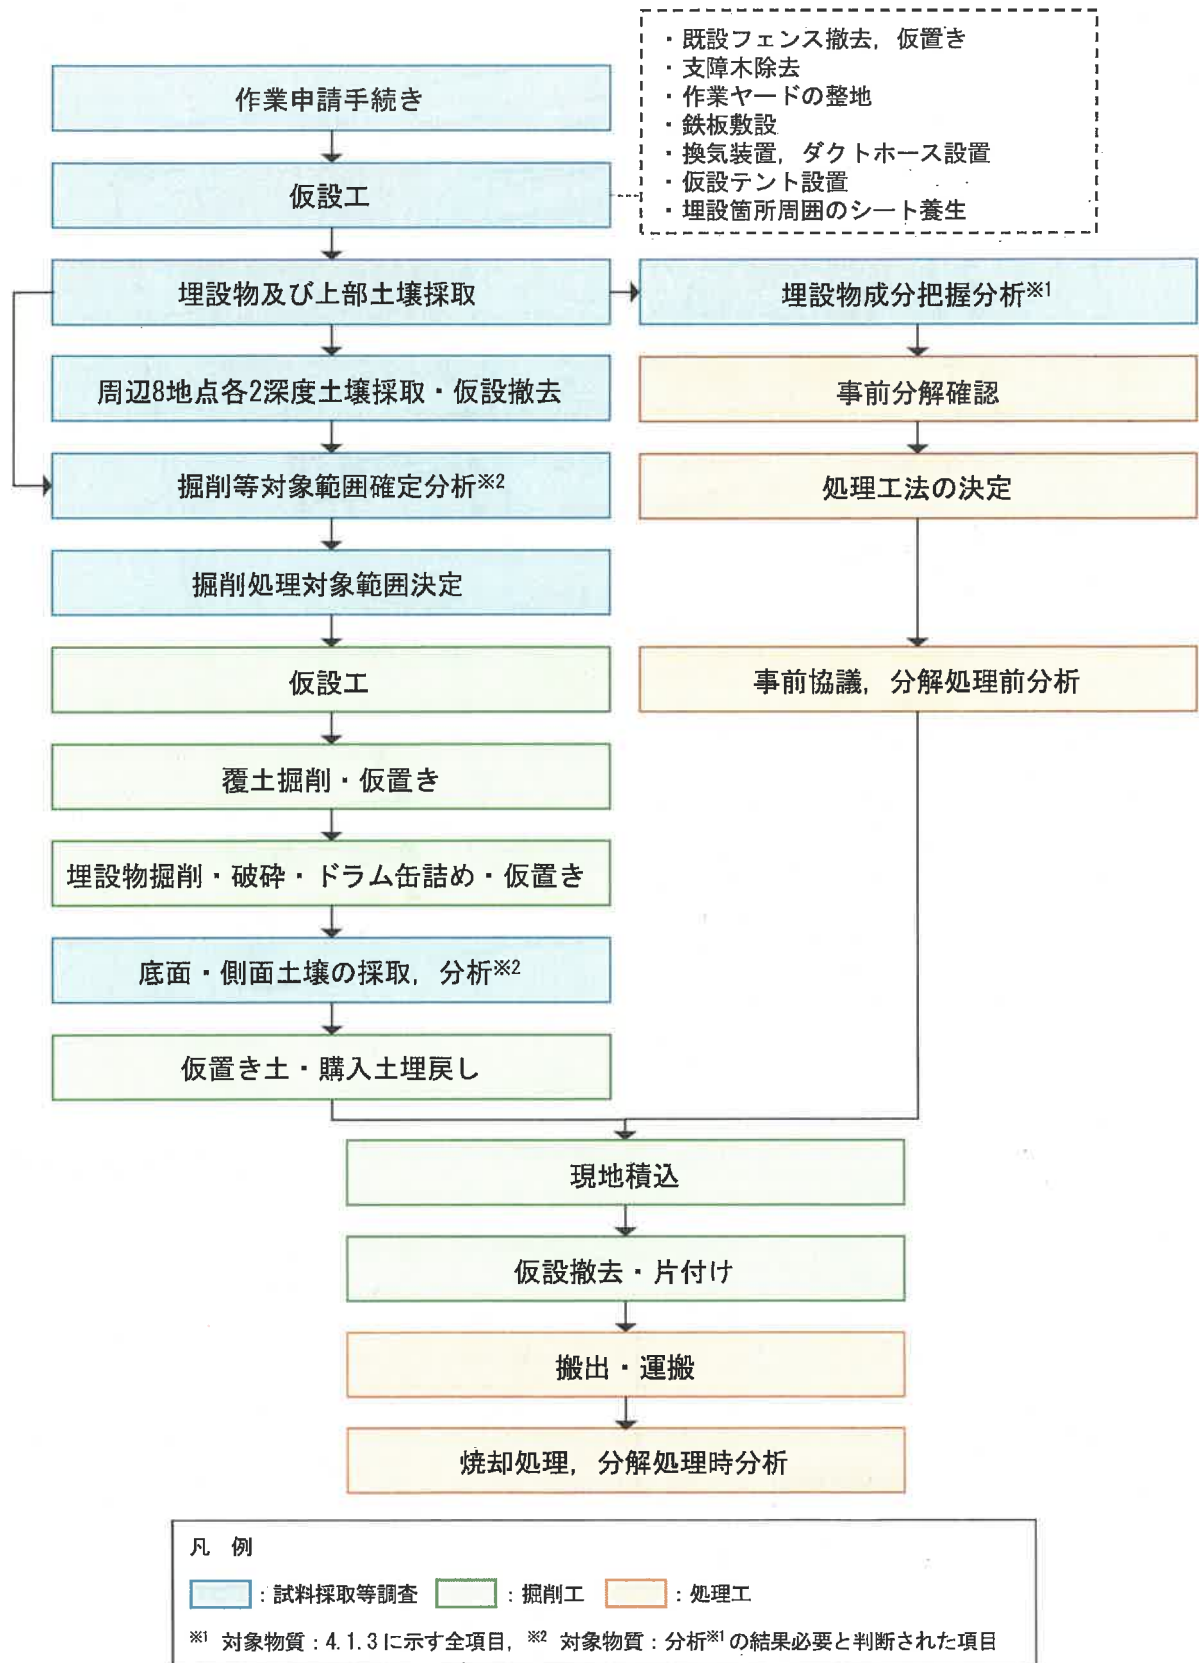 作業申請手続き
・既設フェンス撤去，仮置き
・支障木除去
・作業ヤードの整地
・鉄板敷設
・換気装置，ダクトホース設置
・仮設テント設置
・埋設箇所周囲のシート養生
仮設工
埋設物及び上部土壌採取
埋設物成分把握分析※1
周辺8地点各2深度土壌採取・仮設撤去
事前分解確認
掘削等対象範囲確定分析※2
処理工法の決定
掘削処理対象範囲決定
仮設工
事前協議，分解処理前分析
覆土掘削・仮置き
埋設物掘削・破砕・ドラム缶詰め・仮置き
底面・側面土壌の採取，分析※2
仮置き土・購入土埋戻し
現地積込
仮設撤去・片付け
搬出・運搬
焼却処理，分解処理時分析
凡　例
：試料採取等調査　：掘削工　：処理工
※1 対象物質：4.1.3に示す全項目，※2 対象物質：分析※1の結果必要と判断された項目